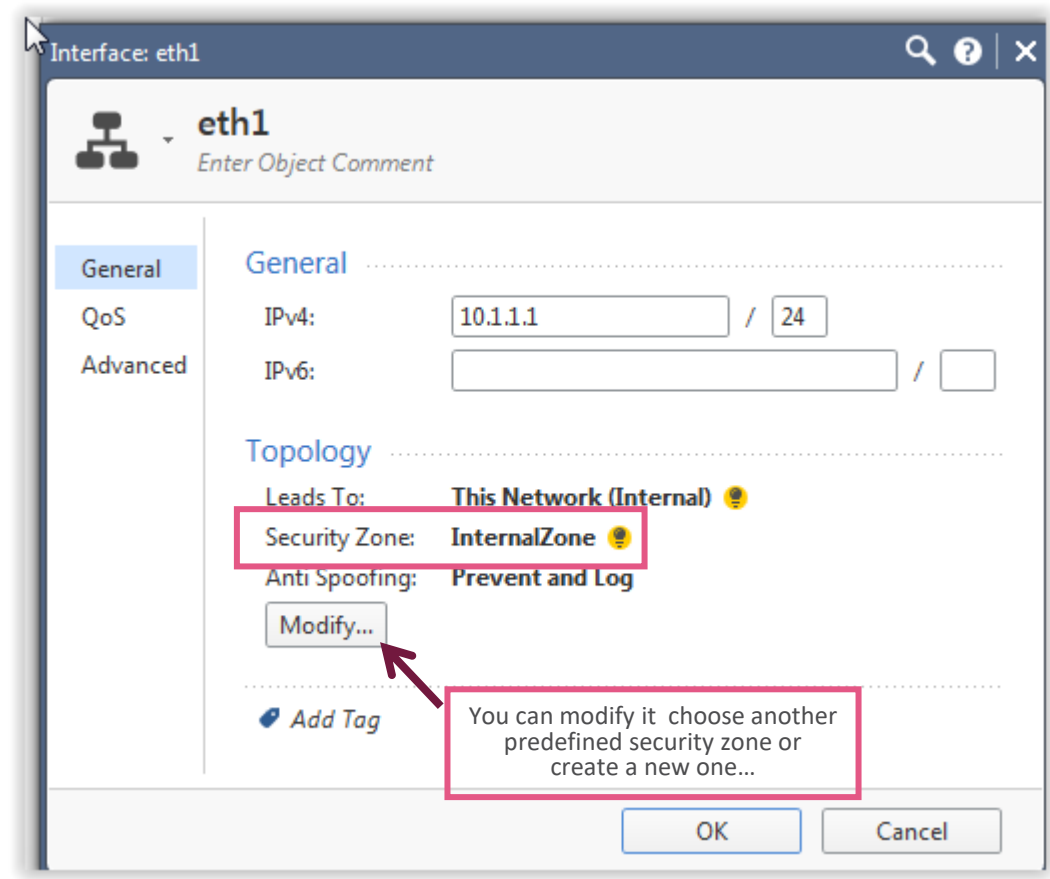 Interface: eth1
eth1
Enter Object Comment
General
QoS
Advanced
General
IPv4: 10.1.1.1 / 24
IPv6: /
Topology
Leads To: This Network (Internal)
Security Zone: InternalZone
Anti Spoofing: Prevent and Log
Modify...
Add Tag
You can modify it  choose another
predefined security zone or
create a new one...
OK Cancel